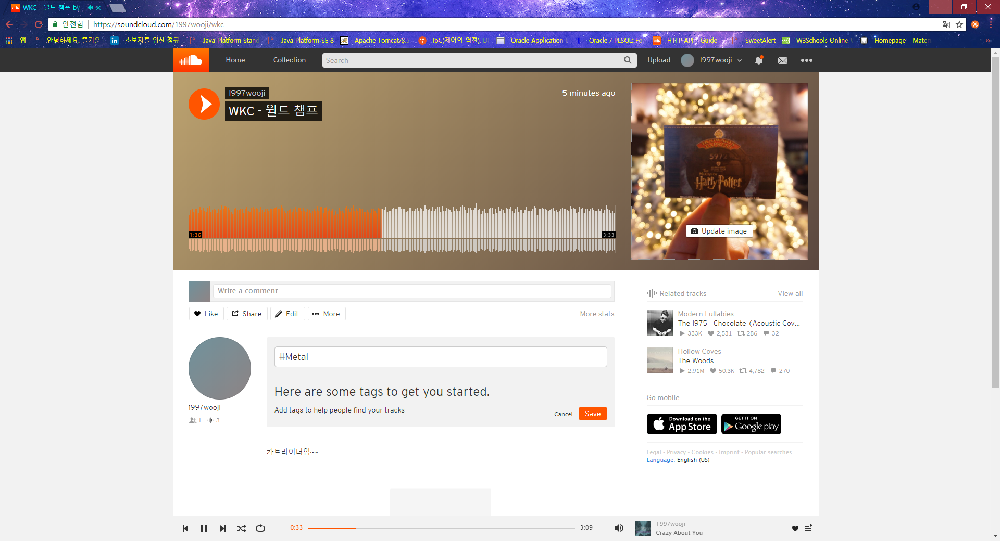 WKC - 월드 챔프 by
안전함 https://soundcloud.com/1997wooji/wkc
앱 안녕하세요. 즐거운 초보자를 위한 정규 Java Platform Stand Java Platform SE 8 Apache Tomcat/8.5 IoC(제어의 역전), D Oracle Application Oracle / PLSQL: HTTP API - Guide SweetAlert W3Schools Online Homepage - Materi
Home Collection Search Upload 1997wooji
1997wooji
5 minutes ago
WKC - 월드 챔프
HOGWARTS
EXPRESS
5972
THE
MAKING OF
Harry Potter
Update image
1:36 3:33
Write a comment
Like Share Edit More More stats
#Metal
Here are some tags to get you started.
Add tags to help people find your tracks
Cancel Save
1997wooji
1 3
카트라이더임~~
Related tracks View all
Modern Lullabies
The 1975 - Chocolate (Acoustic Cov...
333K 2,531 286 32
Hollow Coves
The Woods
2.91M 50.3K 4,782 270
Go mobile
Download on the
App Store
GET IT ON
Google play
Legal - Privacy - Cookies - Imprint - Popular searches
Language: English (US)
0:33 3:09
1997wooji
Crazy About You